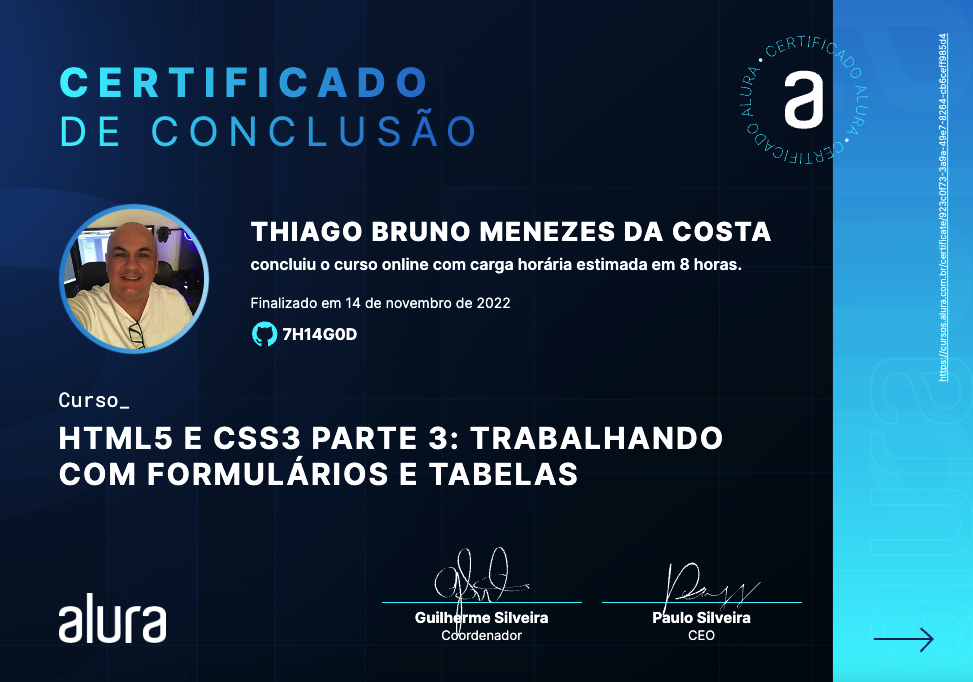 CERTIFICADO
DE CONCLUSÃO
CERTIFICADO ALURA • CERTIFICADO ALURA •
a
THIAGO BRUNO MENEZES DA COSTA
concluiu o curso online com carga horária estimada em 8 horas.
Finalizado em 14 de novembro de 2022
7H14G0D
Curso_
HTML5 E CSS3 PARTE 3: TRABALHANDO
COM FORMULÁRIOS E TABELAS
alura
Guilherme Silveira
Coordenador
Paulo Silveira
CEO
https://cursos.alura.com.br/certificate/923c0f73-3a9a-49e7-8264-cb6ceff985d4
alura